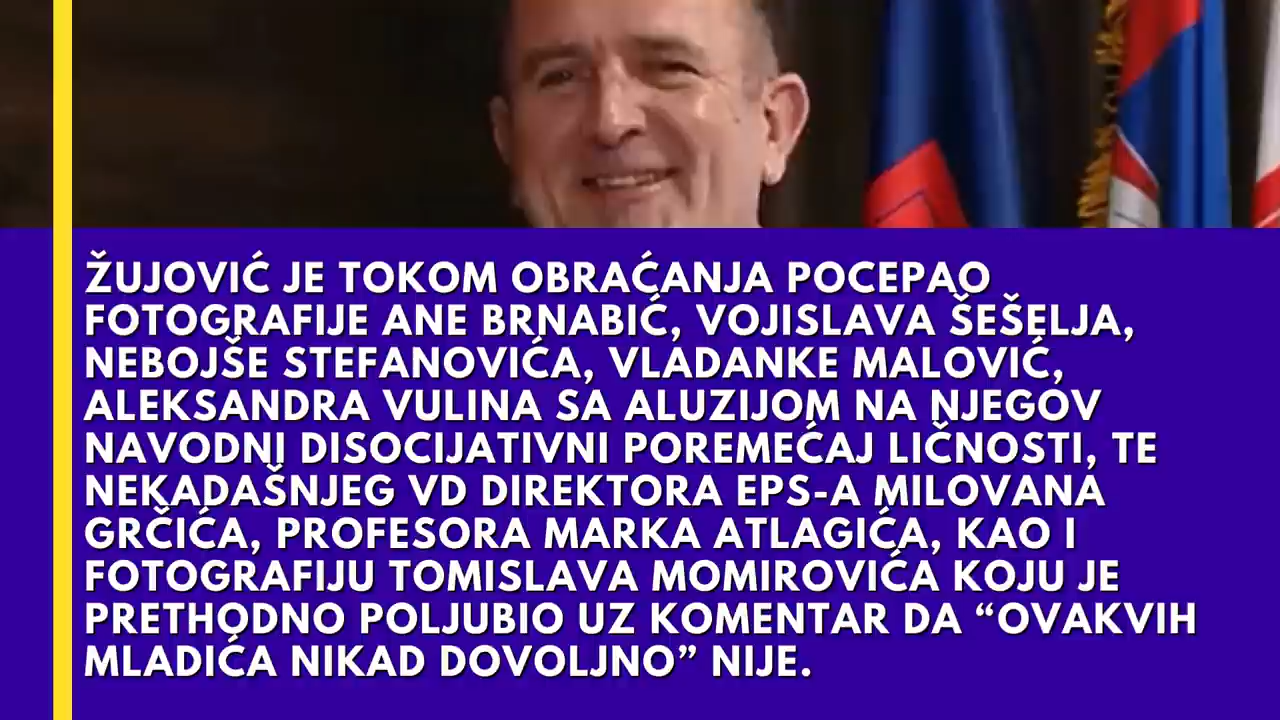 ŽUJOVIĆ JE TOKOM OBRAĆANJA POCEPAO
FOTOGRAFIJE ANE BRNABIĆ, VOJISLAVA ŠEŠELJA,
NEBOJŠE STEFANOVIĆA, VLADANKE MALOVIĆ,
ALEKSANDRA VULINA SA ALUZIJOM NA NJEGOV
NAVODNI DISOCIJATIVNI POREMEĆAJ LIČNOSTI, TE
NEKADAŠNJEG VD DIREKTORA EPS-A MILOVANA
GRČIĆA, PROFESORA MARKA ATLAGIĆA, KAO I
FOTOGRAFIJU TOMISLAVA MOMIROVIĆA KOJU JE
PRETHODNO POLJUBIO UZ KOMENTAR DA “OVAKVIH
MLADIĆA NIKAD DOVOLJNO” NIJE.